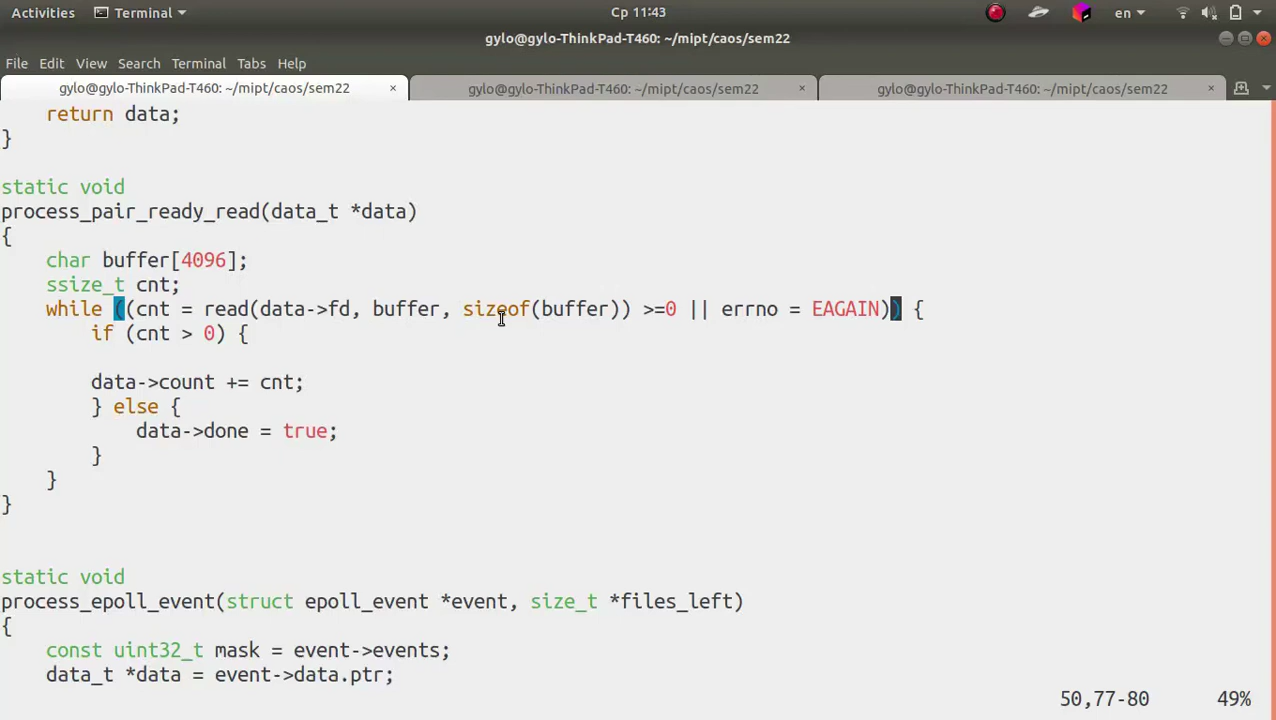 Activities Terminal Ср 11:43 en
gylo@gylo-ThinkPad-T460: ~/mipt/caos/sem22
File Edit View Search Terminal Tabs Help
gylo@gylo-ThinkPad-T460: ~/mipt/caos/sem22 × gylo@gylo-ThinkPad-T460: ~/mipt/caos/sem22 × gylo@gylo-ThinkPad-T460: ~/mipt/caos/sem22 ×
return data;
}
static void
process_pair_ready_read(data_t *data)
{
char buffer[4096];
ssize_t cnt;
while ((cnt = read(data->fd, buffer, sizeof(buffer)) >=0 || errno = EAGAIN)) {
if (cnt > 0) {
data->count += cnt;
} else {
data->done = true;
}
}
}
static void
process_epoll_event(struct epoll_event *event, size_t *files_left)
{
const uint32_t mask = event->events;
data_t *data = event->data.ptr;
50,77-80 49%